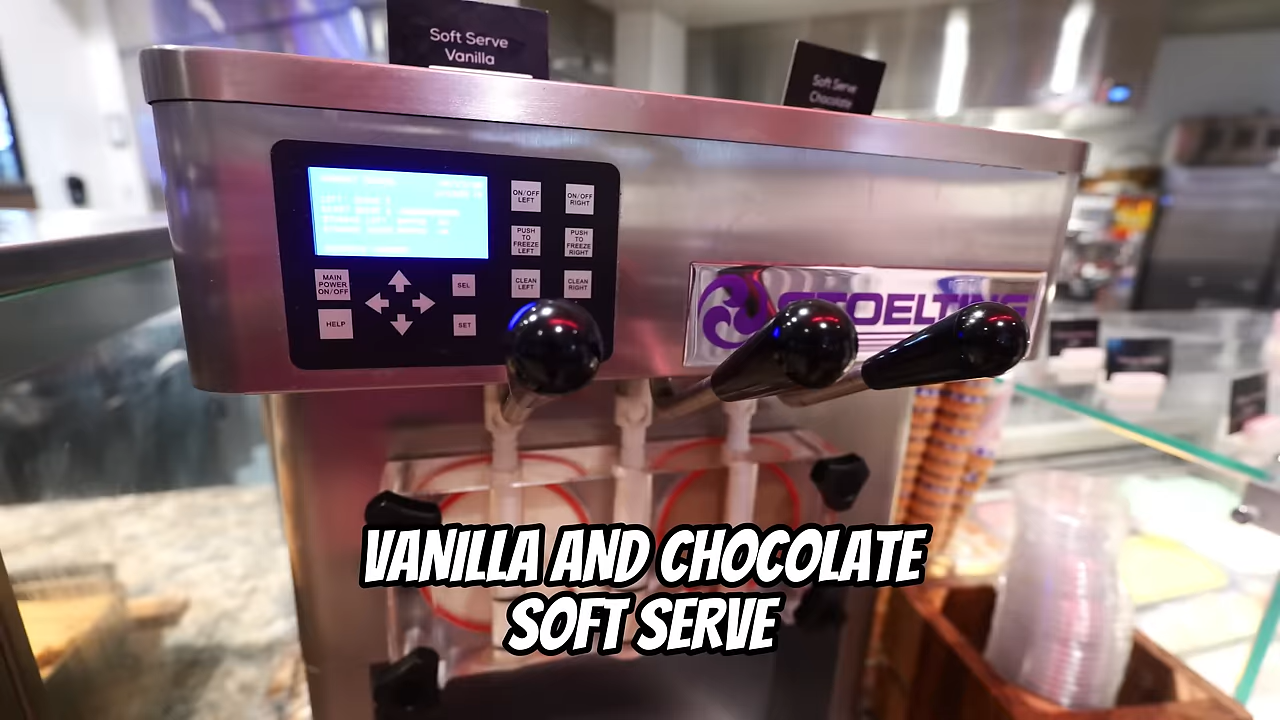 Soft Serve
Vanilla
Soft Serve
Chocolate
ON/OFF
LEFT
ON/OFF
RIGHT
PUSH
TO
FREEZE
LEFT
PUSH
TO
FREEZE
RIGHT
MAIN
POWER
ON/OFF
SEL
CLEAN
LEFT
CLEAN
RIGHT
HELP
SET
STOELTING
VANILLA AND CHOCOLATE
SOFT SERVE